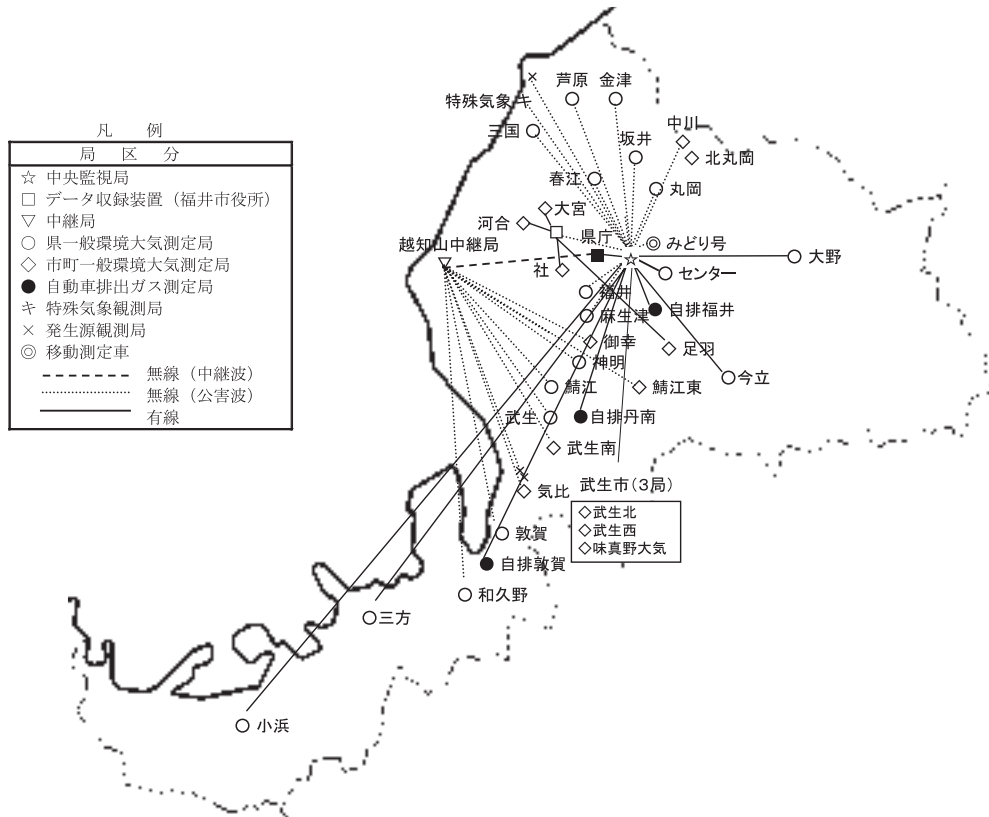 凡 例
局 区 分
☆ 中央監視局
□ データ収録装置（福井市役所）
▽ 中継局
○ 県一般環境大気測定局
◇ 市町一般環境大気測定局
● 自動車排出ガス測定局
キ 特殊気象観測局
× 発生源観測局
◎ 移動測定車
無線（中継波）
無線（公害波）
有線
芦原
金津
特殊気象 キ
三国
中川
坂井
北丸岡
春江
丸岡
大宮
河合
県庁
みどり号
越知山中継局
大野
社
センター
福井
麻生津
自排福井
御幸
足羽
神明
今立
鯖江
鯖江東
武生
自排丹南
武生南
気比
武生市（3局）
◇武生北
◇武生西
◇味真野大気
敦賀
自排敦賀
和久野
三方
小浜